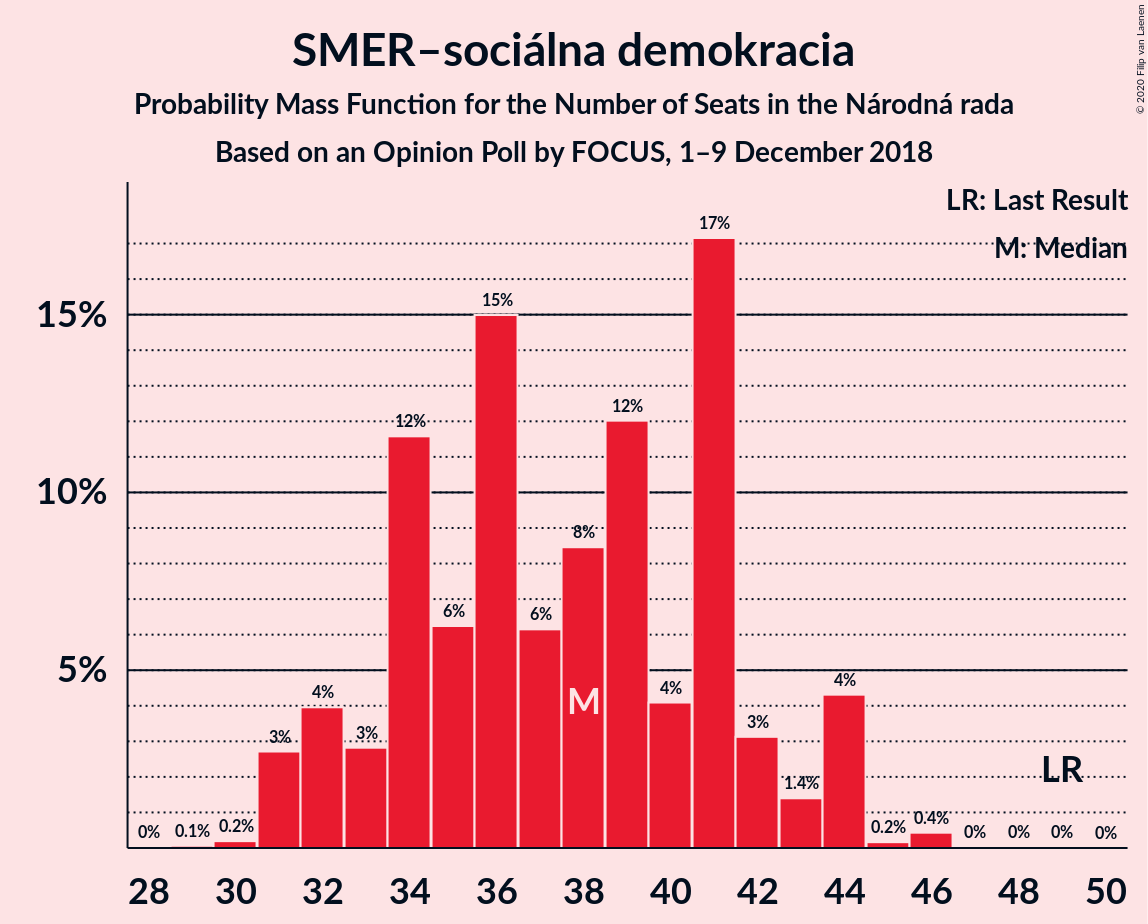 SMER–sociálna demokracia
Probability Mass Function for the Number of Seats in the Národná rada
Based on an Opinion Poll by FOCUS, 1–9 December 2018
© 2020 Filip van Laenen
LR: Last Result
M: Median
15%
10%
5%
0%
0.1%
0.2%
3%
4%
3%
12%
6%
15%
6%
8%
12%
4%
17%
3%
1.4%
4%
0.2%
0.4%
0%
0%
0%
0%
M
LR
28 30 32 34 36 38 40 42 44 46 48 50